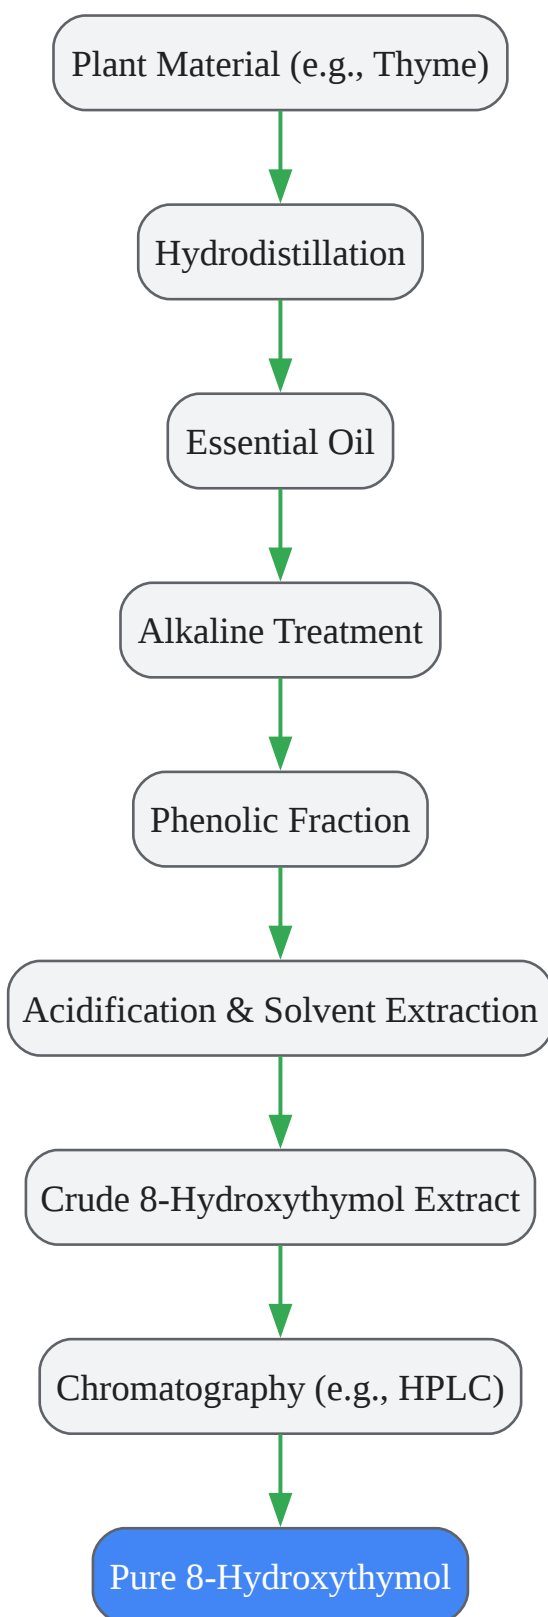 Plant Material (e.g., Thyme)
Hydrodistillation
Essential Oil
Alkaline Treatment
Phenolic Fraction
Acidification & Solvent Extraction
Crude 8-Hydroxythymol Extract
Chromatography (e.g., HPLC)
Pure 8-Hydroxythymol